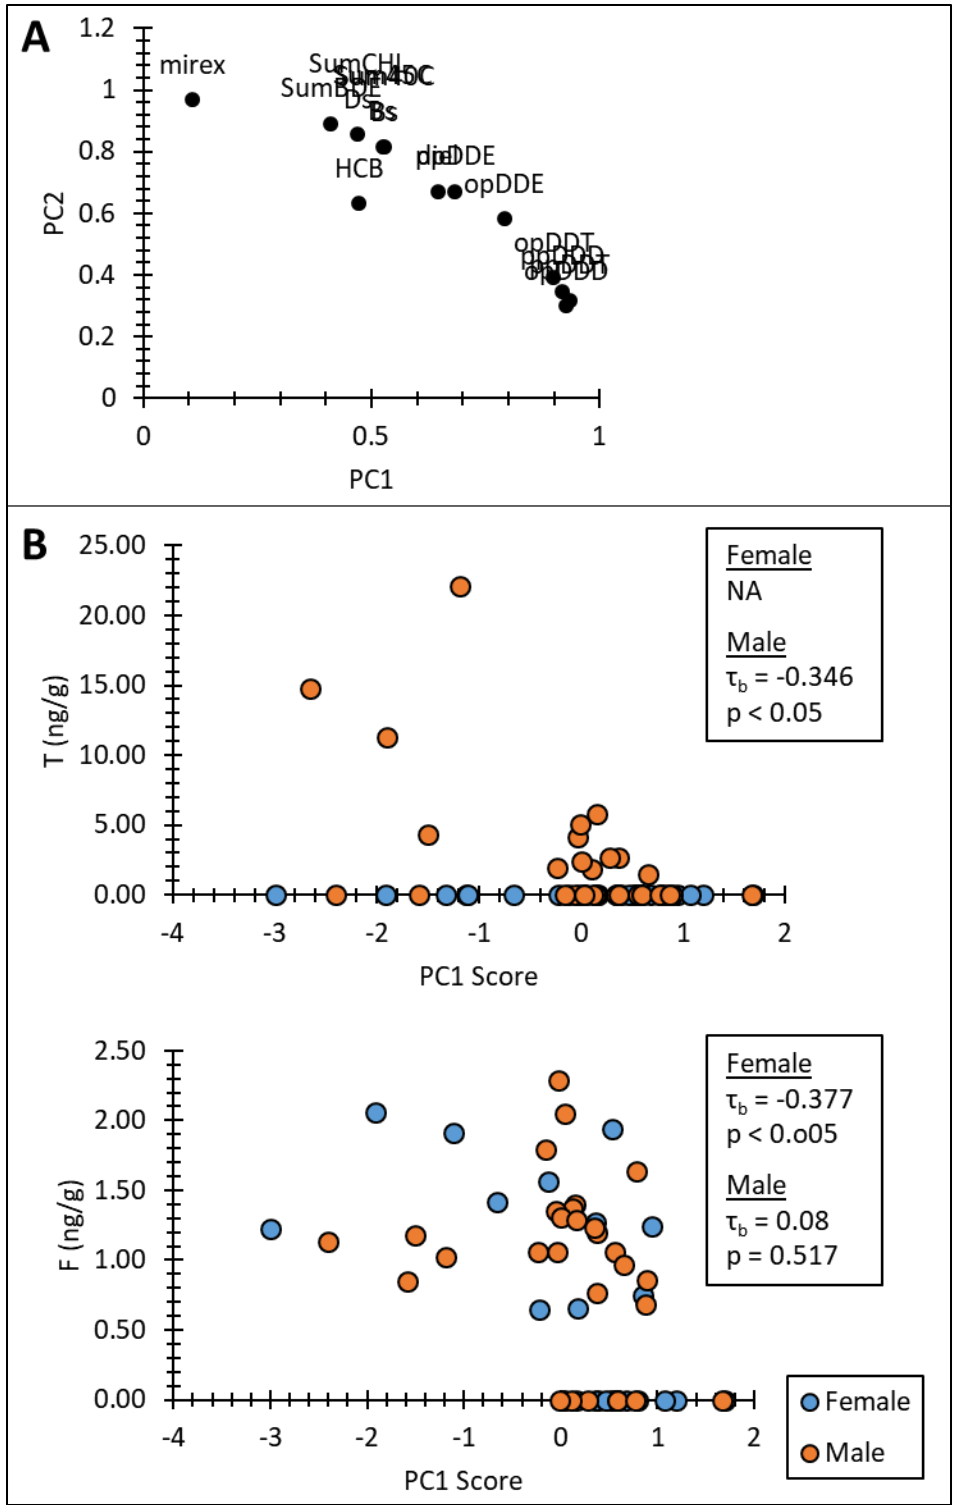 A
1.2
1
0.8
0.6
0.4
0.2
0
PC2
mirex
SumCHL
SumBDE
HCB
ppDDE
opDDE
opDDT
ppDDD
opDDD
0
0.5
1
PC1
B
25.00
20.00
15.00
10.00
5.00
0.00
T (ng/g)
-4
-3
-2
-1
0
1
2
PC1 Score
Female
NA
Male
τb = -0.346
p < 0.05
2.50
2.00
1.50
1.00
0.50
0.00
F (ng/g)
-4
-3
-2
-1
0
1
2
PC1 Score
Female
τb = -0.377
p < 0.o05
Male
τb = 0.08
p = 0.517
Female
Male